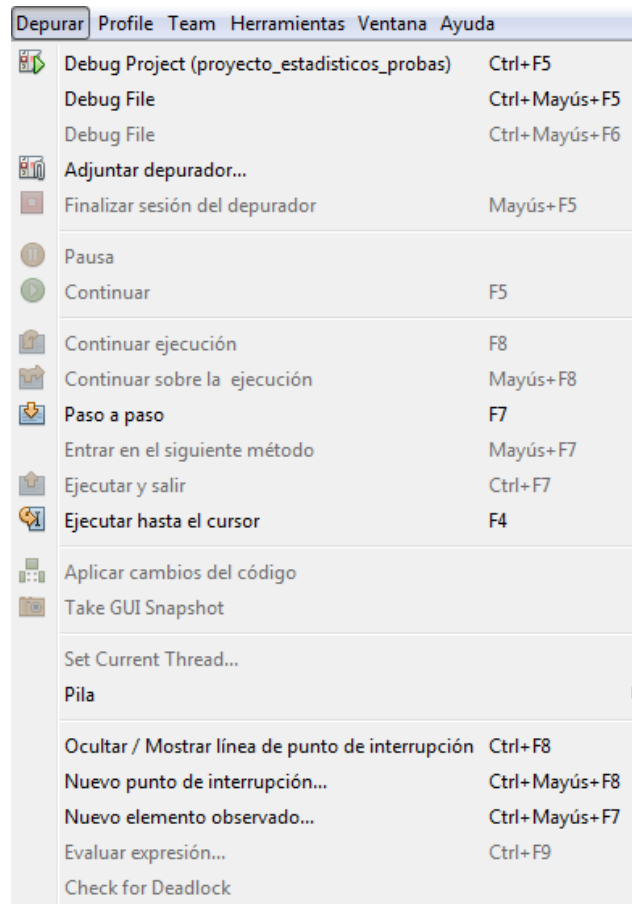 Depurar Profile Team Herramientas Ventana Ayuda
Debug Project (proyecto_estadisticos_probas) Ctrl+F5
Debug File Ctrl+Mayús+F5
Debug File Ctrl+Mayús+F6
Adjuntar depurador...
Finalizar sesión del depurador Mayús+F5
Pausa
Continuar F5
Continuar ejecución F8
Continuar sobre la ejecución Mayús+F8
Paso a paso F7
Entrar en el siguiente método Mayús+F7
Ejecutar y salir Ctrl+F7
Ejecutar hasta el cursor F4
Aplicar cambios del código
Take GUI Snapshot
Set Current Thread...
Pila
Ocultar / Mostrar línea de punto de interrupción Ctrl+F8
Nuevo punto de interrupción... Ctrl+Mayús+F8
Nuevo elemento observado... Ctrl+Mayús+F7
Evaluar expresión... Ctrl+F9
Check for Deadlock